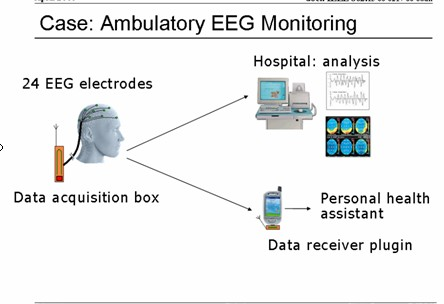 Case: Ambulatory EEG Monitoring
Hospital: analysis
24 EEG electrodes
Data acquisition box
Personal health
assistant
Data receiver plugin